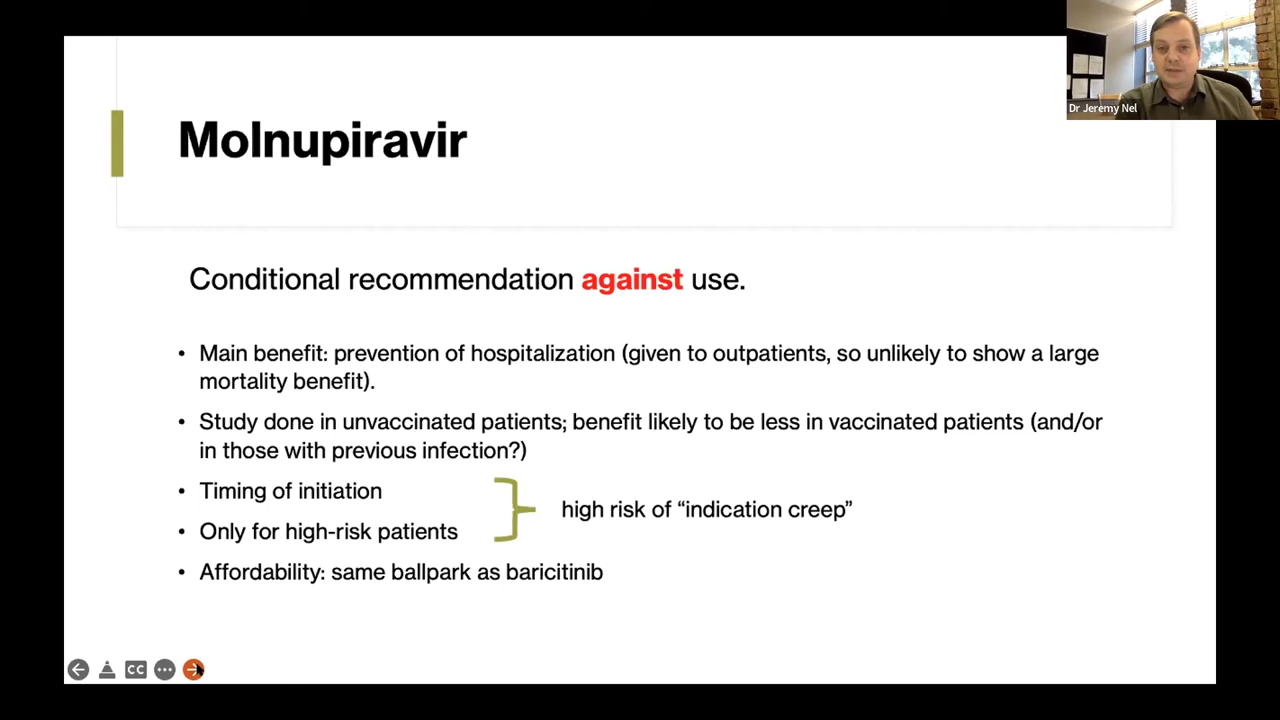 Dr Jeremy Nel
Molnupiravir
Conditional recommendation against use.
• Main benefit: prevention of hospitalization (given to outpatients, so unlikely to show a large
mortality benefit).
• Study done in unvaccinated patients; benefit likely to be less in vaccinated patients (and/or
in those with previous infection?)
• Timing of initiation
• Only for high-risk patients
high risk of “indication creep”
• Affordability: same ballpark as baricitinib
CC